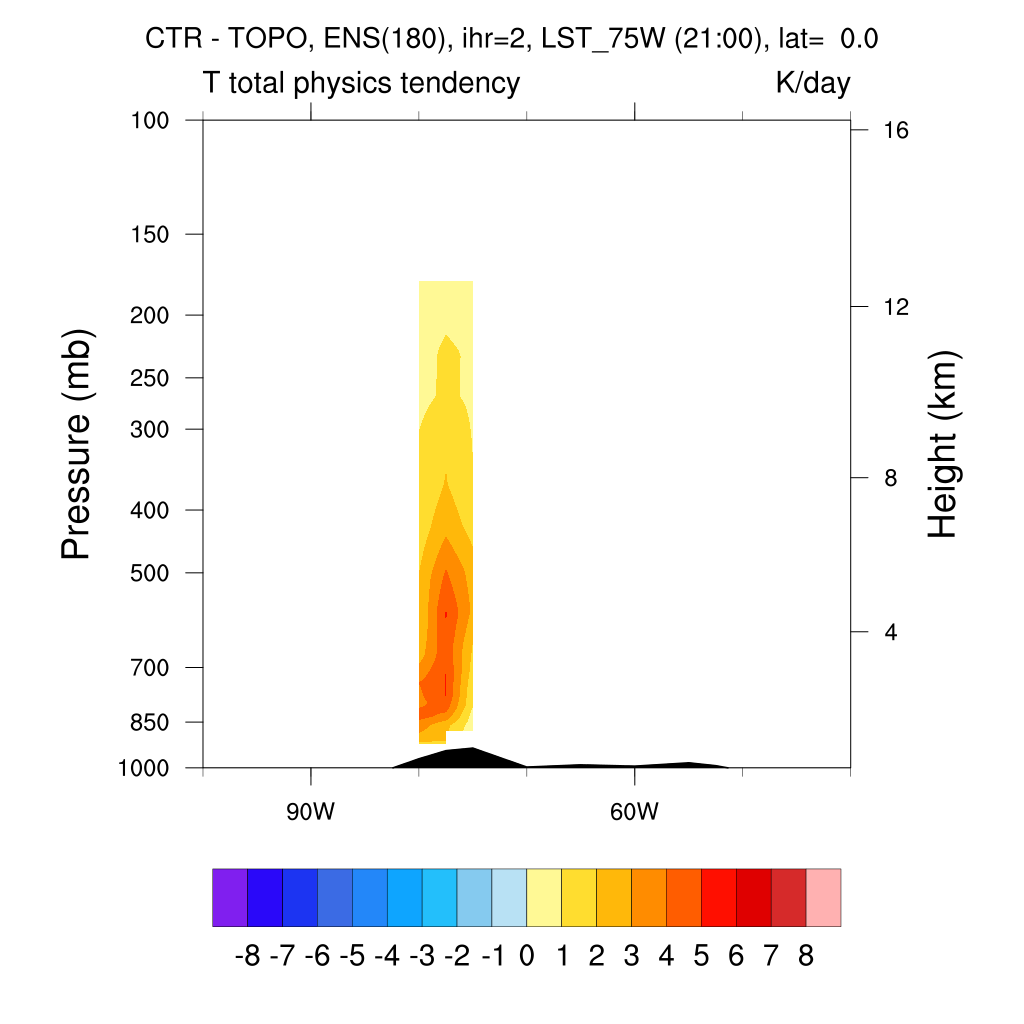 CTR - TOPO, ENS(180), ihr=2, LST_75W (21:00), lat=  0.0
T total physics tendency K/day
100
150
200
250
300
400
500
700
850
1000
Pressure (mb)
16
12
8
4
Height (km)
90W 60W
-8 -7 -6 -5 -4 -3 -2 -1 0 1 2 3 4 5 6 7 8